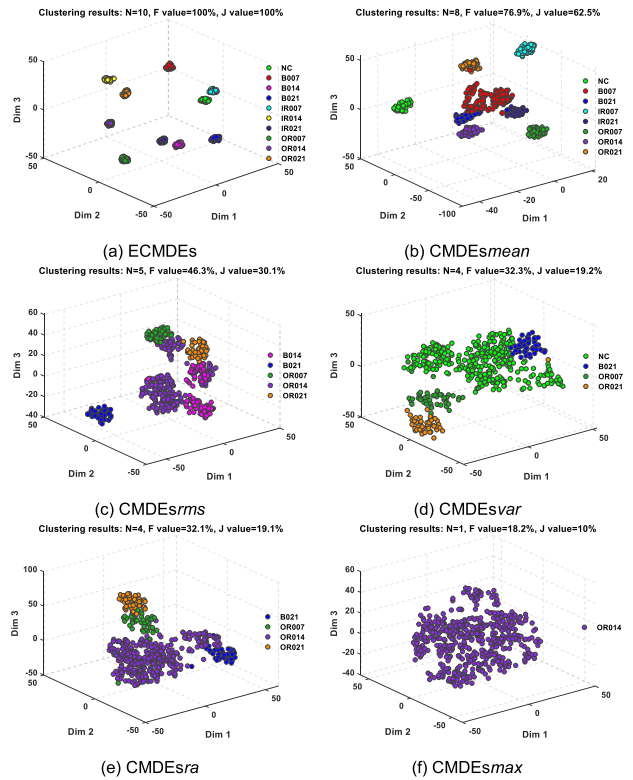 Clustering results: N=10, F value=100%, J value=100%
50
0
-50
Dim 3
50
0
-50
Dim 2
-50
0
50
Dim 1
NC
B007
B014
B021
IR007
IR014
IR021
OR007
OR014
OR021
(a) ECMDEs
Clustering results: N=8, F value=76.9%, J value=62.5%
50
0
-50
Dim 3
50
0
-50
-100
Dim 2
-40
-20
0
20
Dim 1
NC
B007
B021
IR007
IR021
OR007
OR014
OR021
(b) CMDEsmean
Clustering results: N=5, F value=46.3%, J value=30.1%
60
40
20
0
-20
-40
Dim 3
50
0
-50
Dim 2
-50
0
50
Dim 1
B014
B021
OR007
OR014
OR021
(c) CMDEsrms
Clustering results: N=4, F value=32.3%, J value=19.2%
50
0
-50
Dim 3
50
0
-50
Dim 2
-50
0
50
Dim 1
NC
B021
OR007
OR021
(d) CMDEsvar
Clustering results: N=4, F value=32.1%, J value=19.1%
100
50
0
-50
Dim 3
50
0
-50
Dim 2
-50
0
50
Dim 1
B021
OR007
OR014
OR021
(e) CMDEsra
Clustering results: N=1, F value=18.2%, J value=10%
60
40
20
0
-20
-40
Dim 3
50
0
-50
Dim 2
-50
0
50
Dim 1
OR014
(f) CMDEsmax